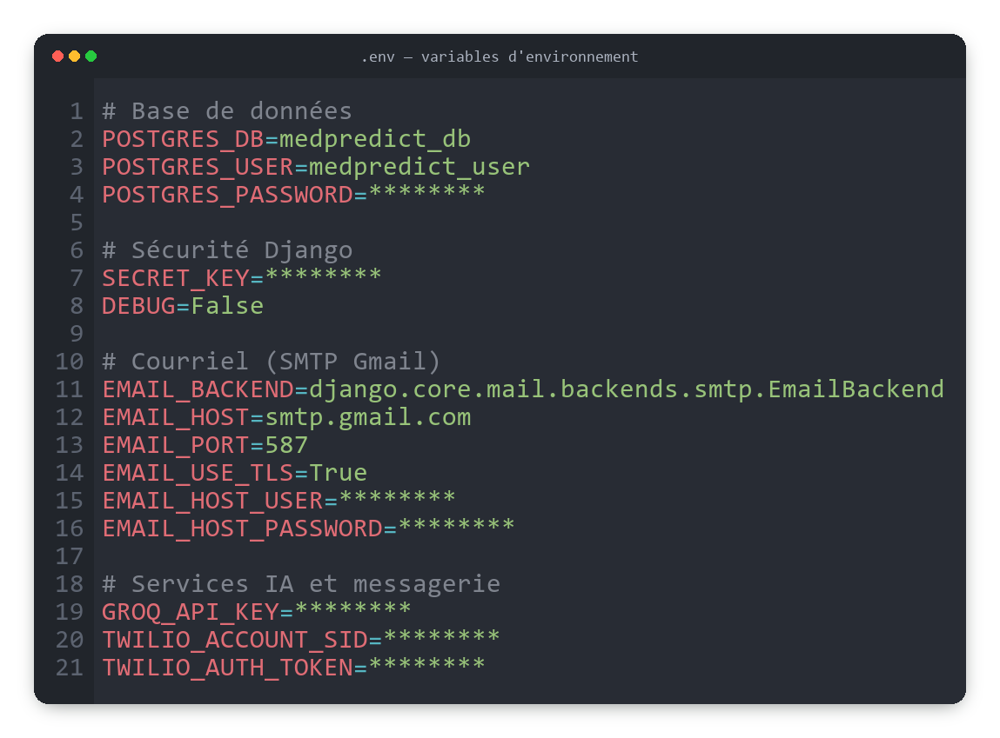 .env — variables d'environnement
1 # Base de données
2 POSTGRES_DB=medpredict_db
3 POSTGRES_USER=medpredict_user
4 POSTGRES_PASSWORD=********
5
6 # Sécurité Django
7 SECRET_KEY=********
8 DEBUG=False
9
10 # Courriel (SMTP Gmail)
11 EMAIL_BACKEND=django.core.mail.backends.smtp.EmailBackend
12 EMAIL_HOST=smtp.gmail.com
13 EMAIL_PORT=587
14 EMAIL_USE_TLS=True
15 EMAIL_HOST_USER=********
16 EMAIL_HOST_PASSWORD=********
17
18 # Services IA et messagerie
19 GROQ_API_KEY=********
20 TWILIO_ACCOUNT_SID=********
21 TWILIO_AUTH_TOKEN=********